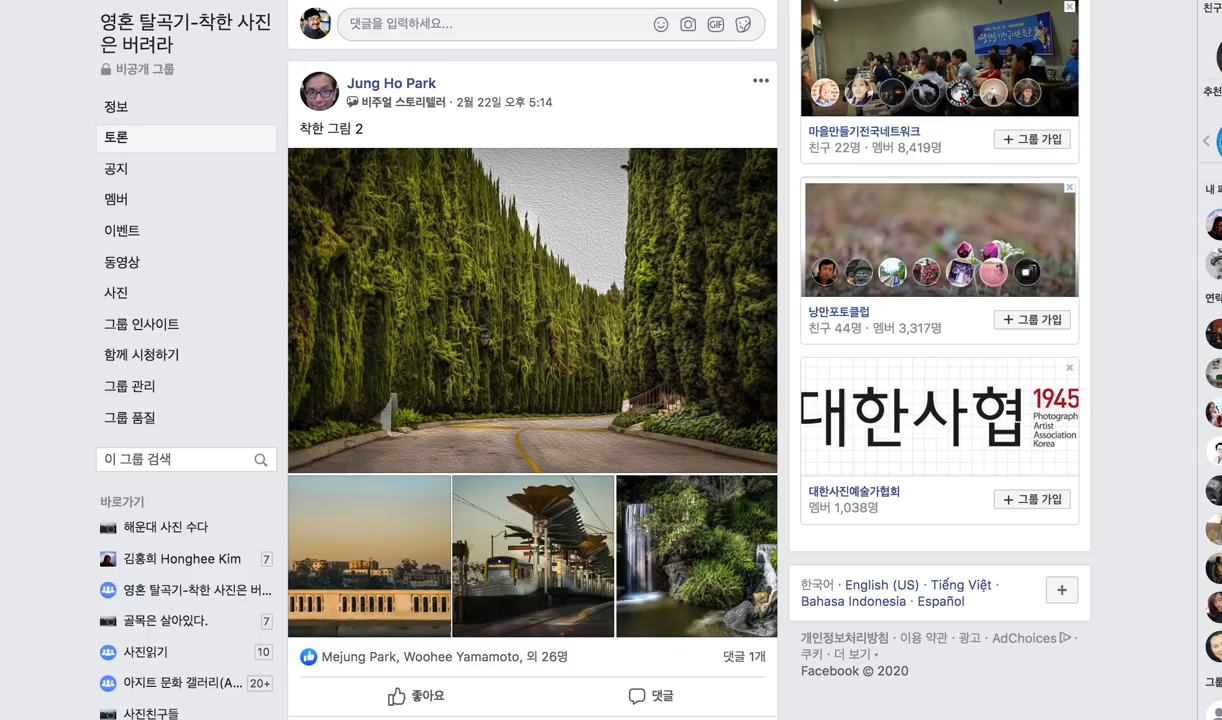 영혼 탈곡기-착한 사진
은 버려라
비공개 그룹
정보
토론
공지
멤버
이벤트
동영상
사진
그룹 인사이트
함께 시청하기
그룹 관리
그룹 품질
이 그룹 검색
바로가기
해운대 사진 수다
김홍희 Honghee Kim 7
영혼 탈곡기-착한 사진은 버...
골목은 살아있다. 7
사진읽기 10
아지트 문화 갤러리(A... 20+
사진친구들
댓글을 입력하세요...
GIF
Jung Ho Park
비주얼 스토리텔러 · 2월 22일 오후 5:14
착한 그림 2
Mejung Park, Woohee Yamamoto, 외 26명
댓글 1개
좋아요
댓글
마을만들기전국네트워크
친구 22명 · 멤버 8,419명
+ 그룹 가입
낭만포토클럽
친구 44명 · 멤버 3,317명
+ 그룹 가입
대한사협
1945
Photograph
Artist
Association
Korea
대한사진예술가협회
멤버 1,038명
+ 그룹 가입
한국어 · English (US) · Tiếng Việt ·
Bahasa Indonesia · Español
+
개인정보처리방침 · 이용 약관 · 광고 · AdChoices ·
쿠키 · 더 보기
Facebook © 2020
친구
추천
내 페
연락
그룹